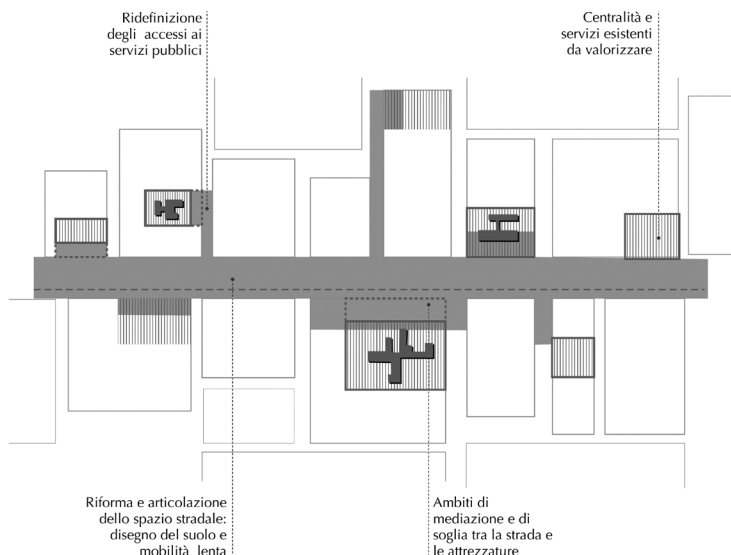 Ridefinizione
degli accessi ai
servizi pubblici
Centralità e
servizi esistenti
da valorizzare
Riforma e articolazione
dello spazio stradale:
disegno del suolo e
mobilità lenta
Ambiti di
mediazione e di
soglia tra la strada e
le attrezzature